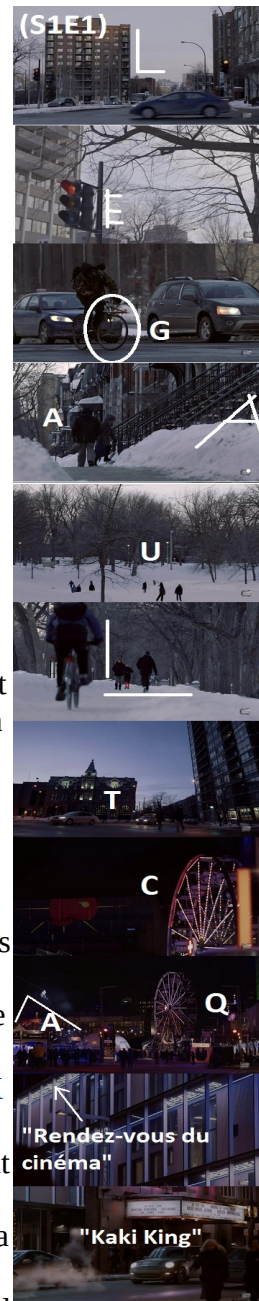 (S1E1)
L
E
G
A
U
t
T
C
s
A
Q
e
"Rendez-vous du
cinéma"
t
"Kaki King"
a